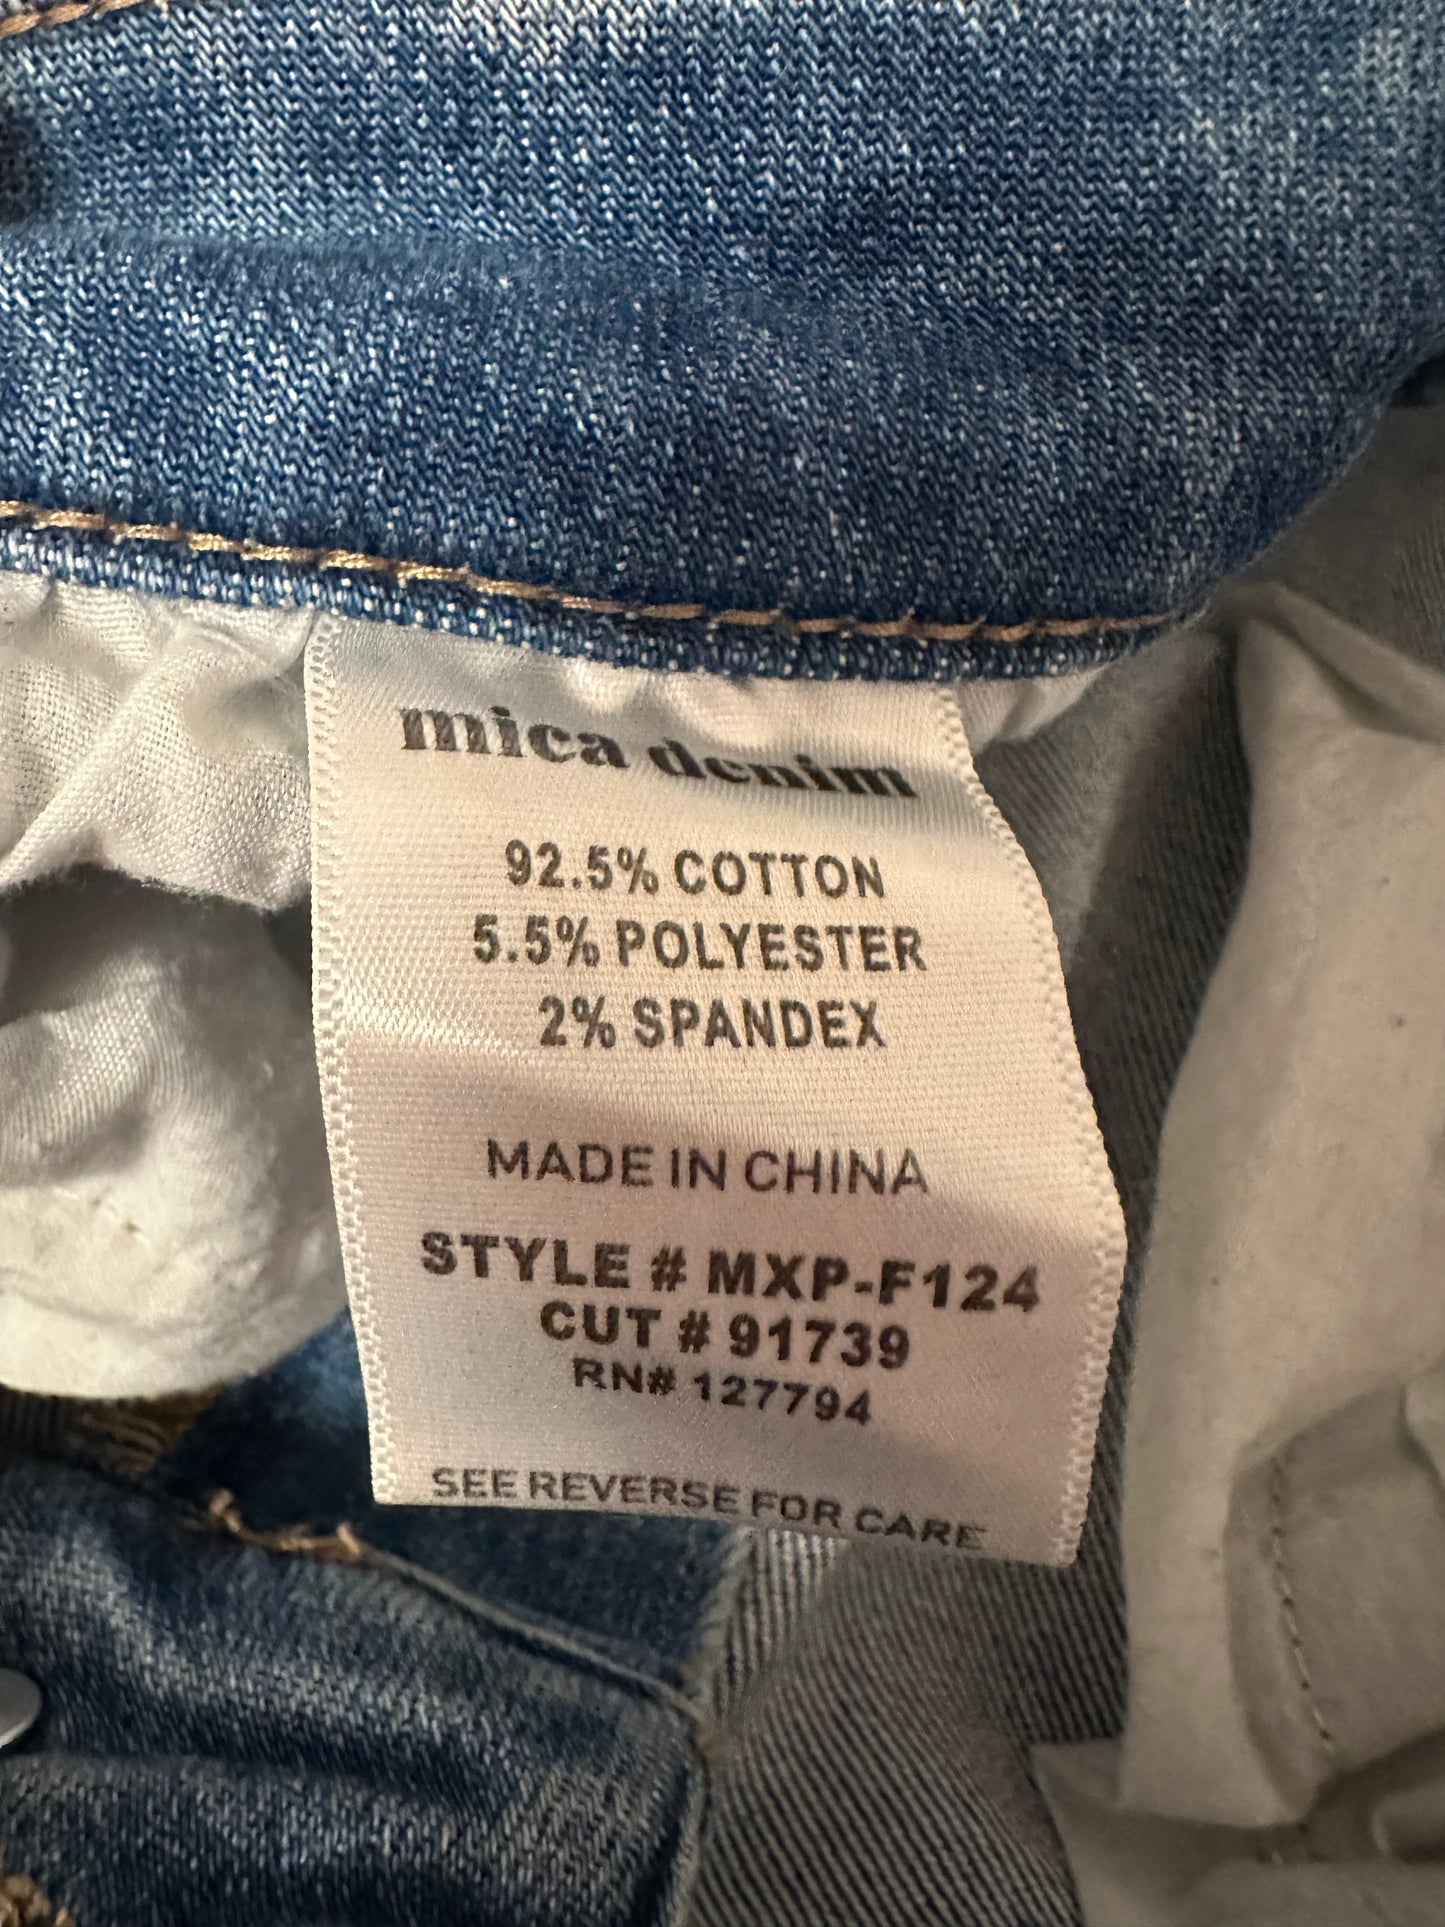 mica denim
92.5% COTTON
5.5% POLYESTER
2% SPANDEX
MADE IN CHINA
STYLE # MXP-F124
CUT # 91739
RN# 127794
SEE REVERSE FOR CARE